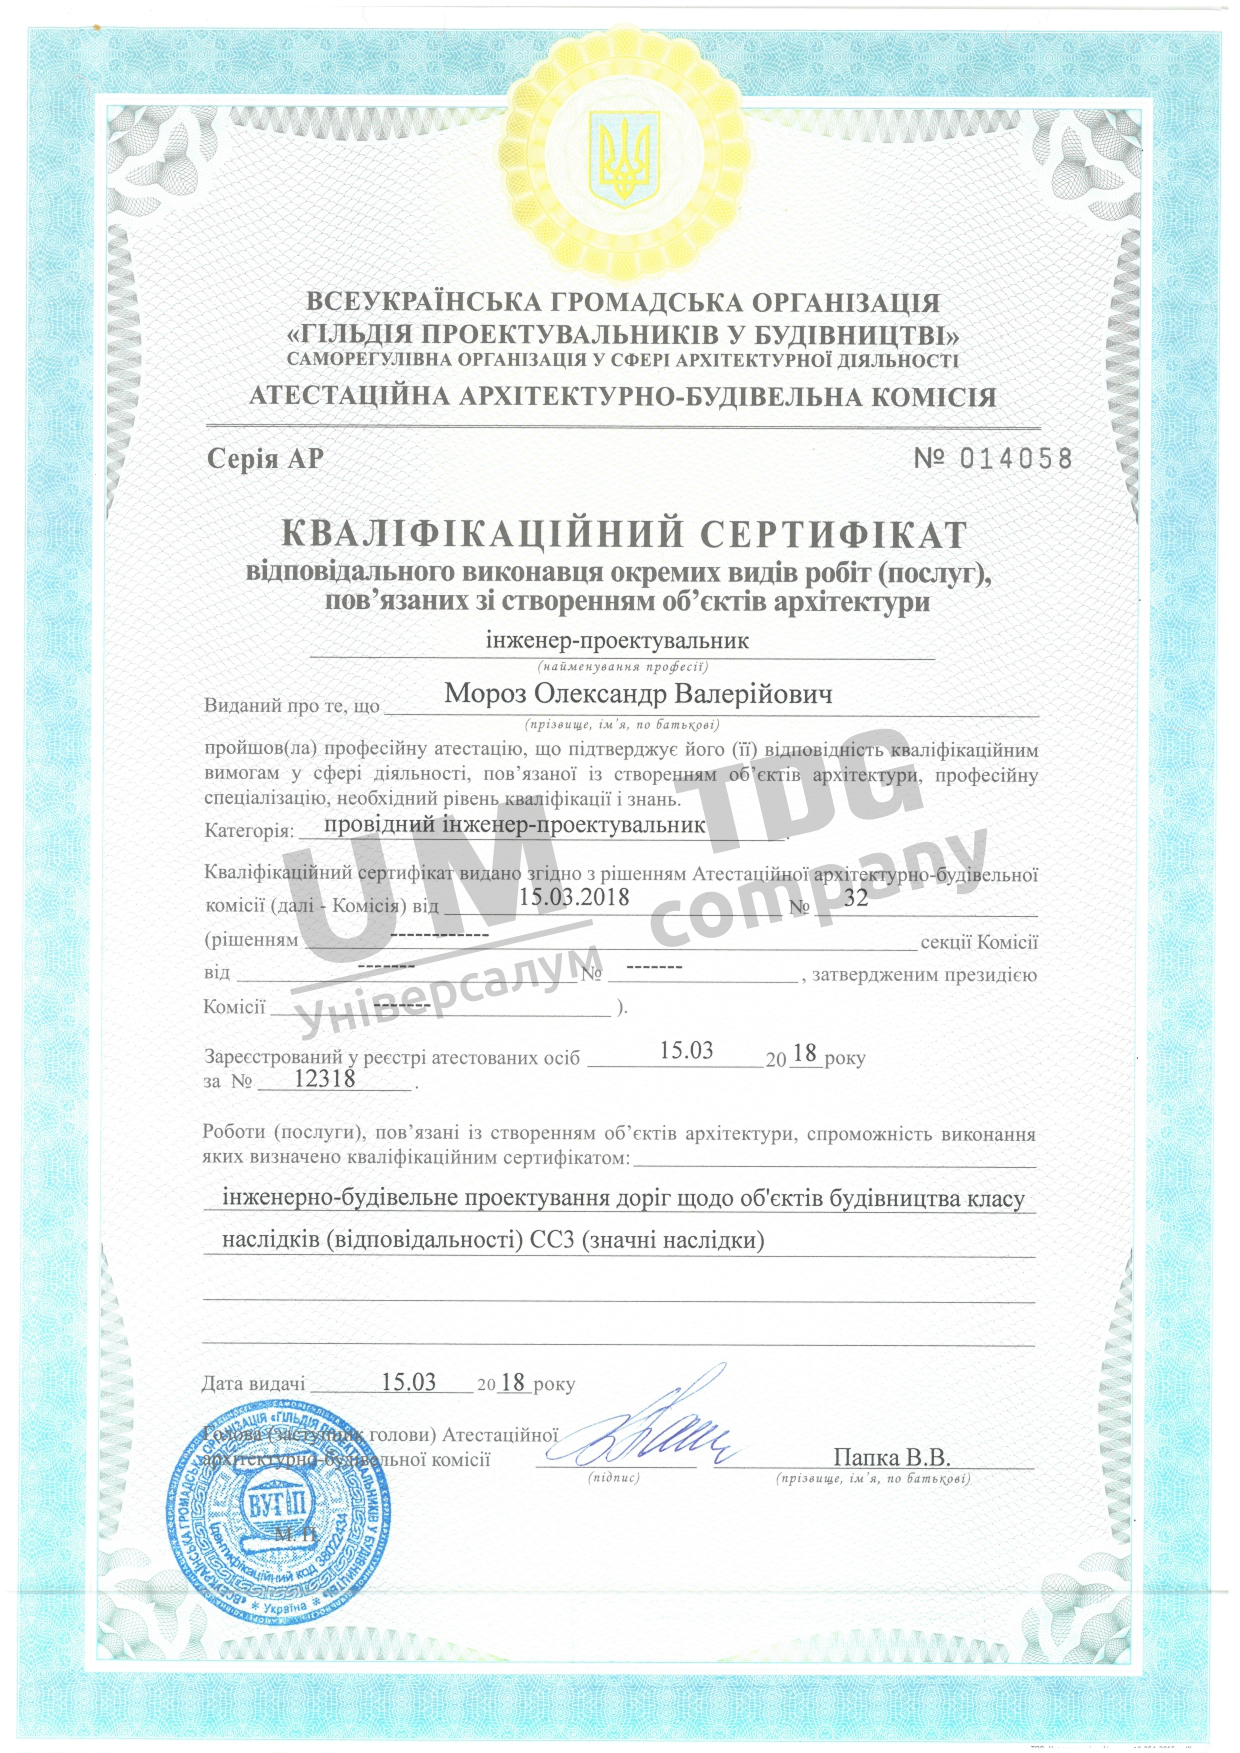 ВСЕУКРАЇНСЬКА ГРОМАДСЬКА ОРГАНІЗАЦІЯ
«ГІЛЬДІЯ ПРОЕКТУВАЛЬНИКІВ У БУДІВНИЦТВІ»
САМОРЕГУЛІВНА ОРГАНІЗАЦІЯ У СФЕРІ АРХІТЕКТУРНОЇ ДІЯЛЬНОСТІ
АТЕСТАЦІЙНА АРХІТЕКТУРНО-БУДІВЕЛЬНА КОМІСІЯ
Серія АР № 014058
КВАЛІФІКАЦІЙНИЙ СЕРТИФІКАТ
відповідального виконавця окремих видів робіт (послуг),
пов’язаних зі створенням об’єктів архітектури
інженер-проектувальник
(найменування професії)
Виданий про те, що Мороз Олександр Валерійович
(прізвище, ім’я, по батькові)
пройшов(ла) професійну атестацію, що підтверджує його (її) відповідність кваліфікаційним
вимогам у сфері діяльності, пов’язаної із створенням об’єктів архітектури, професійну
спеціалізацію, необхідний рівень кваліфікації і знань.
Категорія: провідний інженер-проектувальник.
Кваліфікаційний сертифікат видано згідно з рішенням Атестаційної архітектурно-будівельної
комісії (далі - Комісія) від 15.03.2018 № 32
(рішенням ------------ секції Комісії
від ------- № ------- , затвердженим президією
Комісії ------- ).
UM TDG
Універсалум company
Зареєстрований у реєстрі атестованих осіб 15.03 2018 року
за № 12318 .
Роботи (послуги), пов’язані із створенням об’єктів архітектури, спроможність виконання
яких визначено кваліфікаційним сертифікатом:
інженерно-будівельне проектування доріг щодо об'єктів будівництва класу
наслідків (відповідальності) СС3 (значні наслідки)
Дата видачі 15.03 2018 року
Голова (заступник голови) Атестаційної
архітектурно-будівельної комісії Папка В.В.
(підпис) (прізвище, ім’я, по батькові)
ВУГІП
М. П.
Ідентифікаційний код 38022434
* Україна *
«ВСЕУКРАЇНСЬКА ГРОМАДСЬКА ОРГАНІЗАЦІЯ «ГІЛЬДІЯ ПРОЕКТУВАЛЬНИКІВ У БУДІВНИЦТВІ»